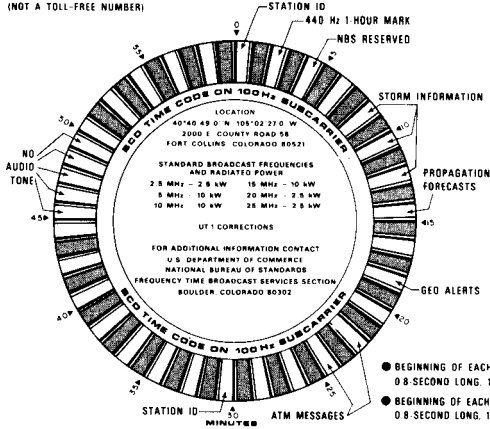 (NOT A TOLL-FREE NUMBER)
STATION ID
440 Hz 1-HOUR MARK
NBS RESERVED
0
55
5
STORM INFORMATION
BCD TIME CODE ON 100 Hz SUBCARRIER
10
50
NO
AUDIO
TONE
LOCATION
40°40'49.0" N 105°02'27.0" W
2000 E COUNTY ROAD 58
FORT COLLINS COLORADO 80521
STANDARD BROADCAST FREQUENCIES
AND RADIATED POWER
2.5 MHz - 2.5 kW 15 MHz - 10 kW
5 MHz - 10 kW 20 MHz - 2.5 kW
10 MHz 10 kW 25 MHz - 2.5 kW
PROPAGATION
FORECASTS
45
15
UT 1 CORRECTIONS
FOR ADDITIONAL INFORMATION CONTACT
U S DEPARTMENT OF COMMERCE
NATIONAL BUREAU OF STANDARDS
FREQUENCY TIME BROADCAST SERVICES SECTION
BOULDER, COLORADO 80302
GEO ALERTS
40
20
BCD TIME CODE ON 100 Hz SUBCARRIER
35
25
● BEGINNING OF EACH
0.8-SECOND LONG, 1
● BEGINNING OF EACH
0.8-SECOND LONG, 1
STATION ID
30
MINUTES
ATM MESSAGES